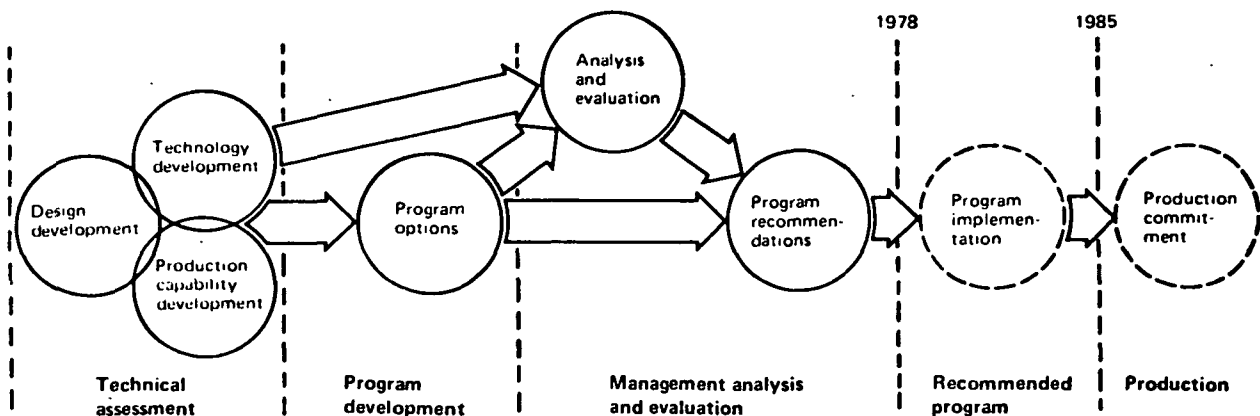 1978
1985
Analysis
and
evaluation
Technology
development
Design
development
Production
capability
development
Program
options
Program
recommen-
dations
Program
implemen-
tation
Production
commit-
ment
Technical
assessment
Program
development
Management analysis
and evaluation
Recommended
program
Production